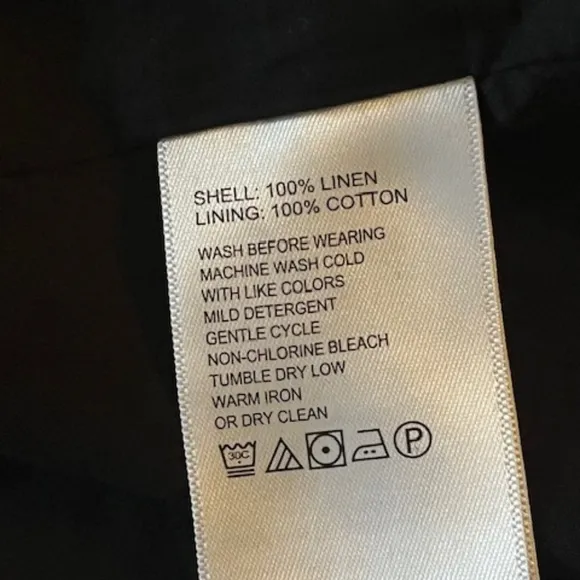 SHELL: 100% LINEN
LINING: 100% COTTON
WASH BEFORE WEARING
MACHINE WASH COLD
WITH LIKE COLORS
MILD DETERGENT
GENTLE CYCLE
NON-CHLORINE BLEACH
TUMBLE DRY LOW
WARM IRON
OR DRY CLEAN
30C P